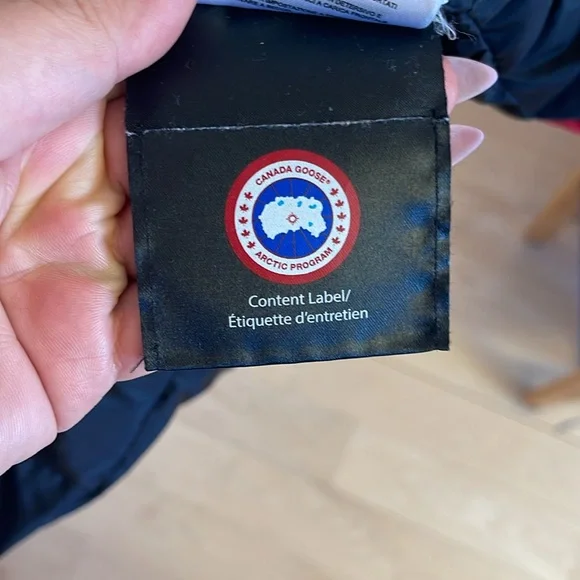 CANADA GOOSE®
ARCTIC PROGRAM
Content Label/
Étiquette d'entretien